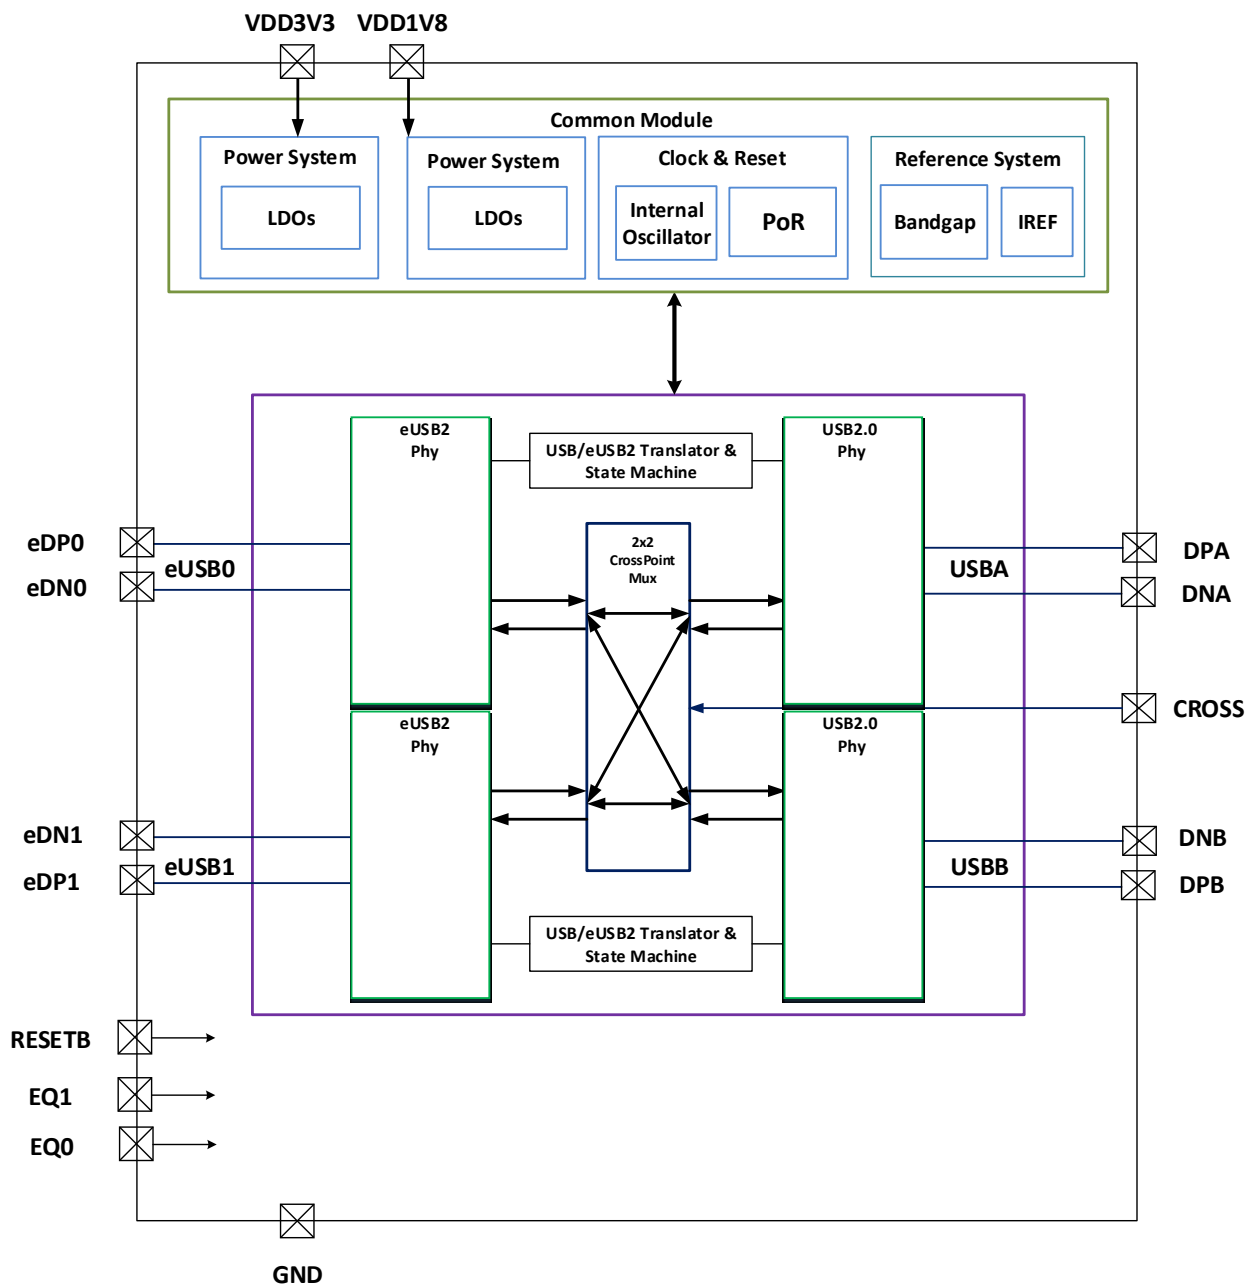 VDD3V3 VDD1V8
Common Module
Power System
LDOs
Power System
LDOs
Clock & Reset
Internal
Oscillator
PoR
Reference System
Bandgap
IREF
eUSB2
Phy
USB/eUSB2 Translator &
State Machine
USB2.0
Phy
2x2
CrossPoint
Mux
eDP0
eUSB0
eDN0
USBA
DPA
DNA
CROSS
eUSB2
Phy
USB2.0
Phy
eDN1
eUSB1
eDP1
USBB
DNB
DPB
USB/eUSB2 Translator &
State Machine
RESETB
EQ1
EQ0
GND